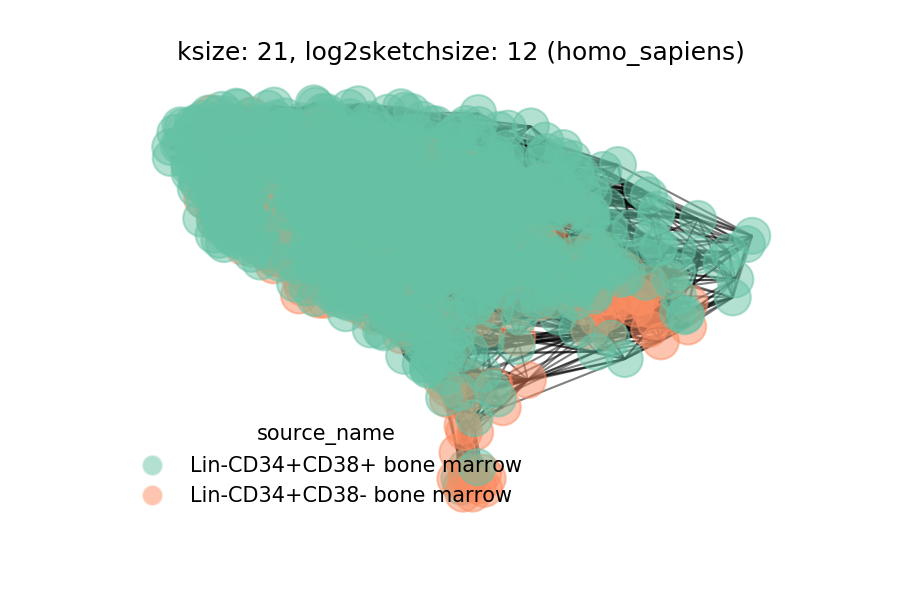 ksize: 21, log2sketchsize: 12 (homo_sapiens)
source_name
Lin-CD34+CD38+ bone marrow
Lin-CD34+CD38- bone marrow